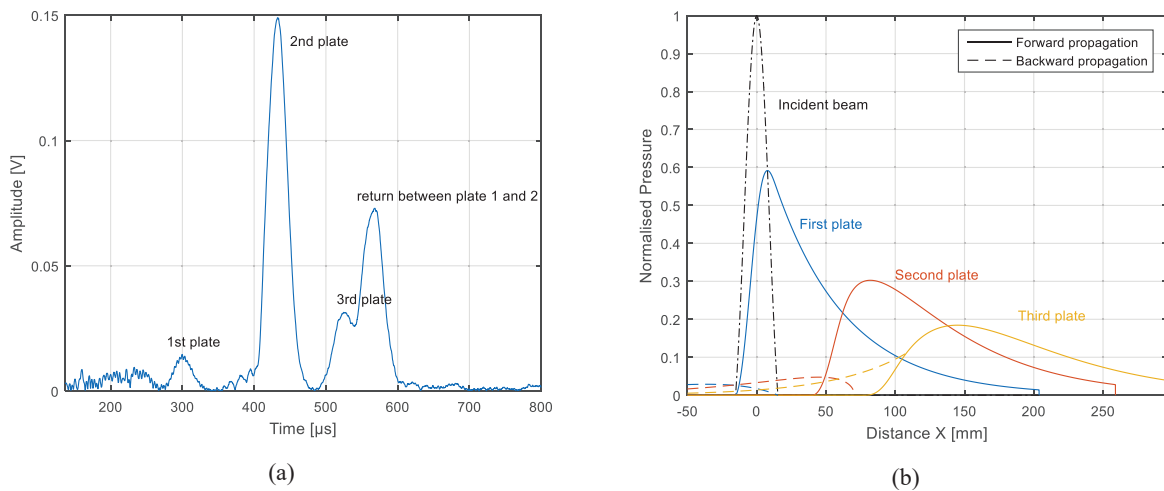 0.15
0.1
0.05
0
Amplitude [V]
2nd plate
return between plate 1 and 2
3rd plate
1st plate
200 300 400 500 600 700 800
Time [µs]
(a)
1
0.9
0.8
0.7
0.6
0.5
0.4
0.3
0.2
0.1
0
Normalised Pressure
Forward propagation
Backward propagation
Incident beam
First plate
Second plate
Third plate
-50 0 50 100 150 200 250
Distance X [mm]
(b)